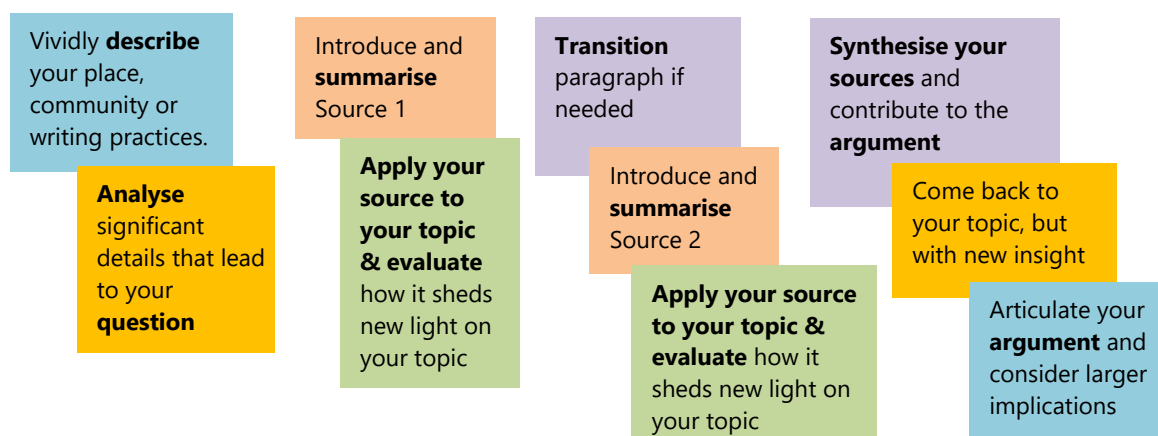 Vividly describe
your place,
community or
writing practices.
Analyse
significant
details that lead
to your
question
Introduce and
summarise
Source 1
Apply your
source to
your topic
& evaluate
how it sheds
new light on
your topic
Transition
paragraph if
needed
Introduce and
summarise
Source 2
Apply your source
to your topic &
evaluate how it
sheds new light on
your topic
Synthesise your
sources and
contribute to the
argument
Come back to
your topic, but
with new insight
Articulate your
argument and
consider larger
implications